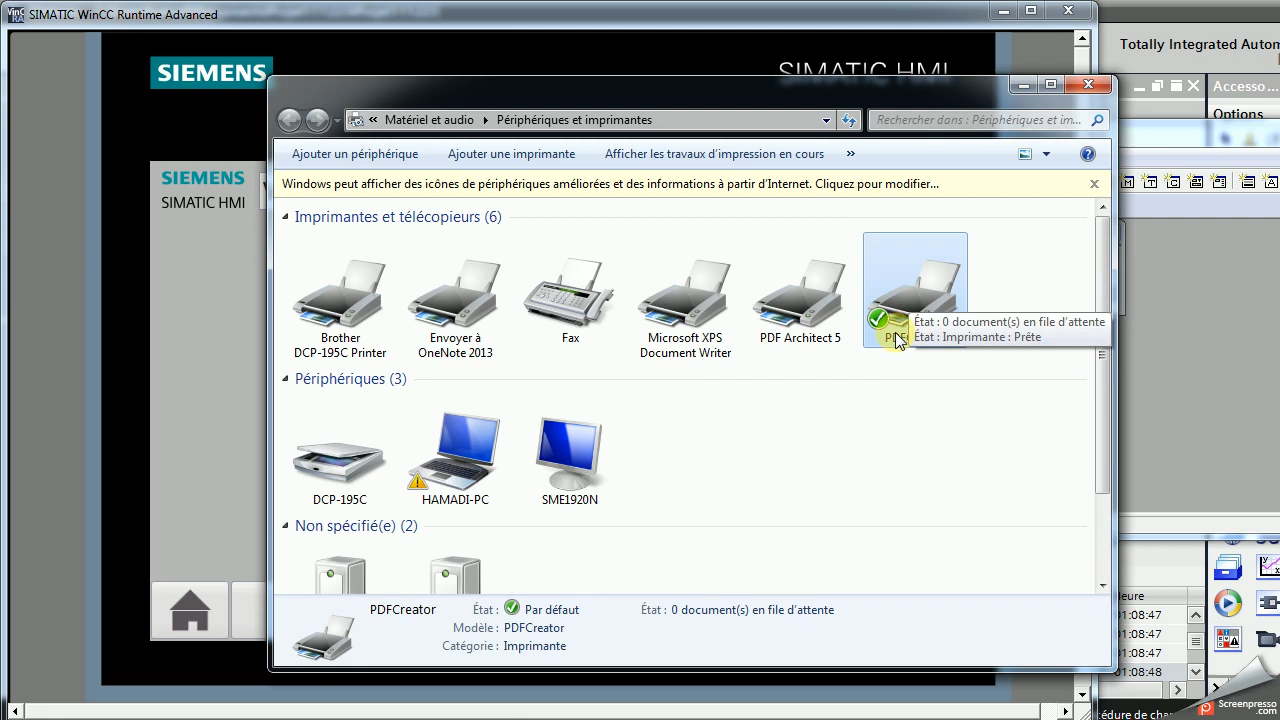 SIMATIC WinCC Runtime Advanced
Totally Integrated Autom
SIEMENS
SIMATIC HMI
Accesso...
Options
Matériel et audio
Périphériques et imprimantes
Rechercher dans : Périphériques et im...
Ajouter un périphérique
Ajouter une imprimante
Afficher les travaux d'impression en cours
»
Windows peut afficher des icônes de périphériques améliorées et des informations à partir d'Internet. Cliquez pour modifier...
SIEMENS
SIMATIC HMI
Imprimantes et télécopieurs (6)
Brother
DCP-195C Printer
Envoyer à
OneNote 2013
Fax
Microsoft XPS
Document Writer
PDF Architect 5
État : 0 document(s) en file d'attente
État : Imprimante : Prête
Périphériques (3)
DCP-195C
HAMADI-PC
SME1920N
Non spécifié(e) (2)
PDFCreator
État : Par défaut
État : 0 document(s) en file d'attente
Modèle : PDFCreator
Catégorie : Imprimante
01:08:47
01:08:47
01:08:47
01:08:48
Screenpresso
.com